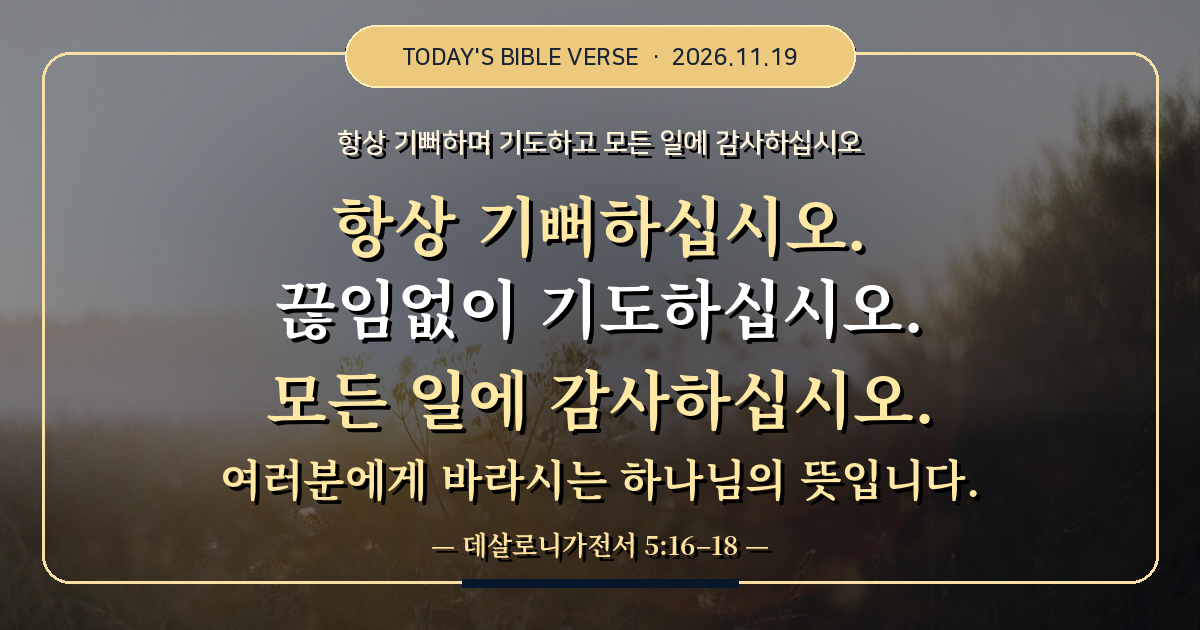 TODAY'S BIBLE VERSE · 2026.11.19
항상 기뻐하며 기도하고 모든 일에 감사하십시오
항상 기뻐하십시오.
끊임없이 기도하십시오.
모든 일에 감사하십시오.
여러분에게 바라시는 하나님의 뜻입니다.
— 데살로니가전서 5:16–18 —